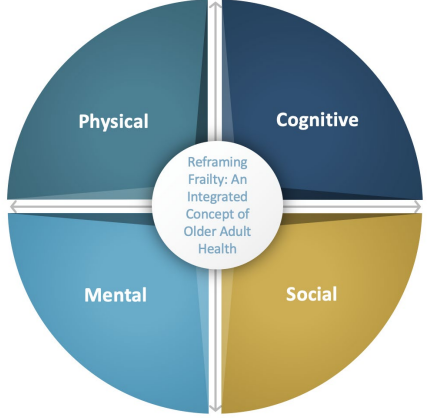 Physical
Cognitive
Reframing
Frailty: An
Integrated
Concept of
Older Adult
Health
Mental
Social